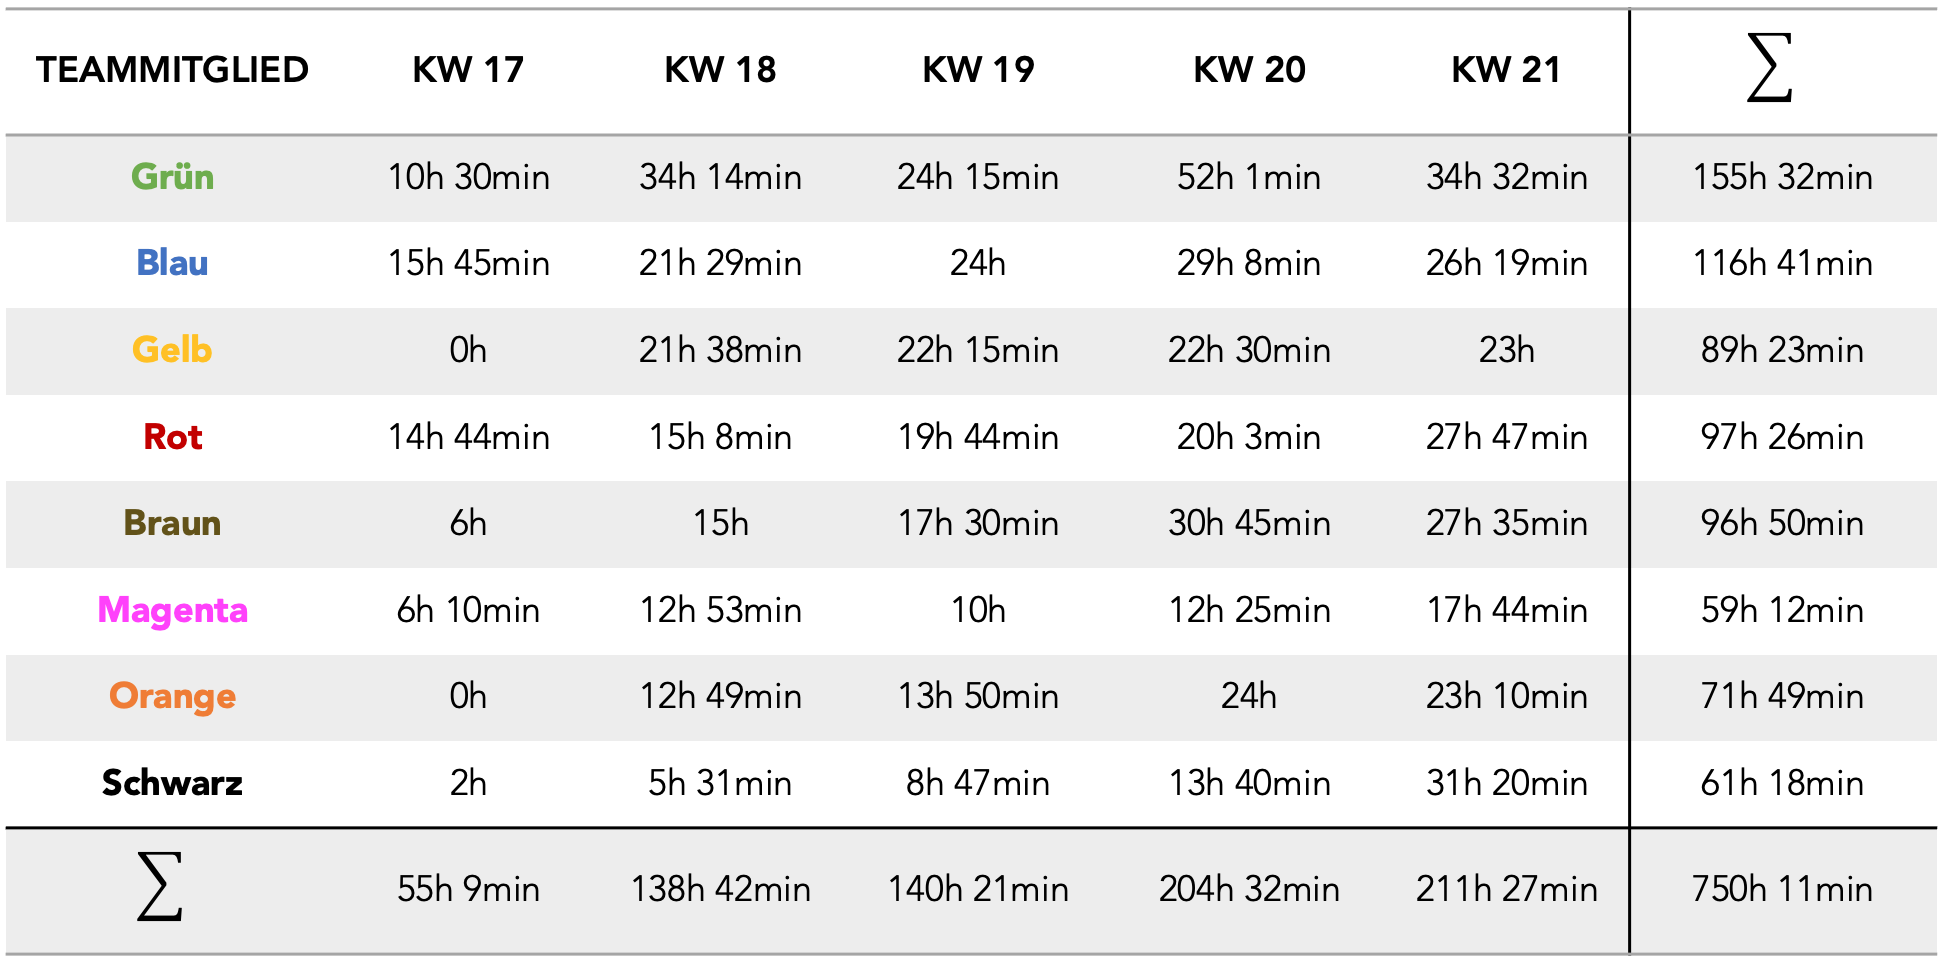 TEAMMITGLIED KW 17 KW 18 KW 19 KW 20 KW 21 ∑
Grün 10h 30min 34h 14min 24h 15min 52h 1min 34h 32min 155h 32min
Blau 15h 45min 21h 29min 24h 29h 8min 26h 19min 116h 41min
Gelb 0h 21h 38min 22h 15min 22h 30min 23h 89h 23min
Rot 14h 44min 15h 8min 19h 44min 20h 3min 27h 47min 97h 26min
Braun 6h 15h 17h 30min 30h 45min 27h 35min 96h 50min
Magenta 6h 10min 12h 53min 10h 12h 25min 17h 44min 59h 12min
Orange 0h 12h 49min 13h 50min 24h 23h 10min 71h 49min
Schwarz 2h 5h 31min 8h 47min 13h 40min 31h 20min 61h 18min
∑ 55h 9min 138h 42min 140h 21min 204h 32min 211h 27min 750h 11min